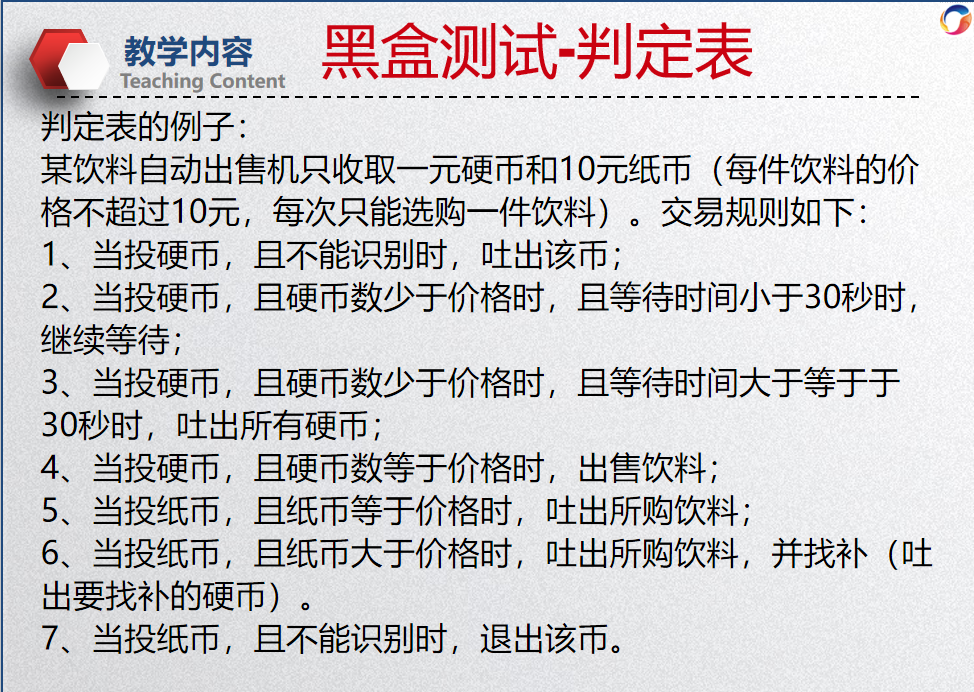 教学内容
Teaching Content
黑盒测试-判定表
判定表的例子：
某饮料自动出售机只收取一元硬币和10元纸币（每件饮料的价
格不超过10元，每次只能选购一件饮料）。交易规则如下：
1、当投硬币，且不能识别时，吐出该币；
2、当投硬币，且硬币数少于价格时，且等待时间小于30秒时，
继续等待；
3、当投硬币，且硬币数少于价格时，且等待时间大于等于于
30秒时，吐出所有硬币；
4、当投硬币，且硬币数等于价格时，出售饮料；
5、当投纸币，且纸币等于价格时，吐出所购饮料；
6、当投纸币，且纸币大于价格时，吐出所购饮料，并找补（吐
出要找补的硬币）。
7、当投纸币，且不能识别时，退出该币。